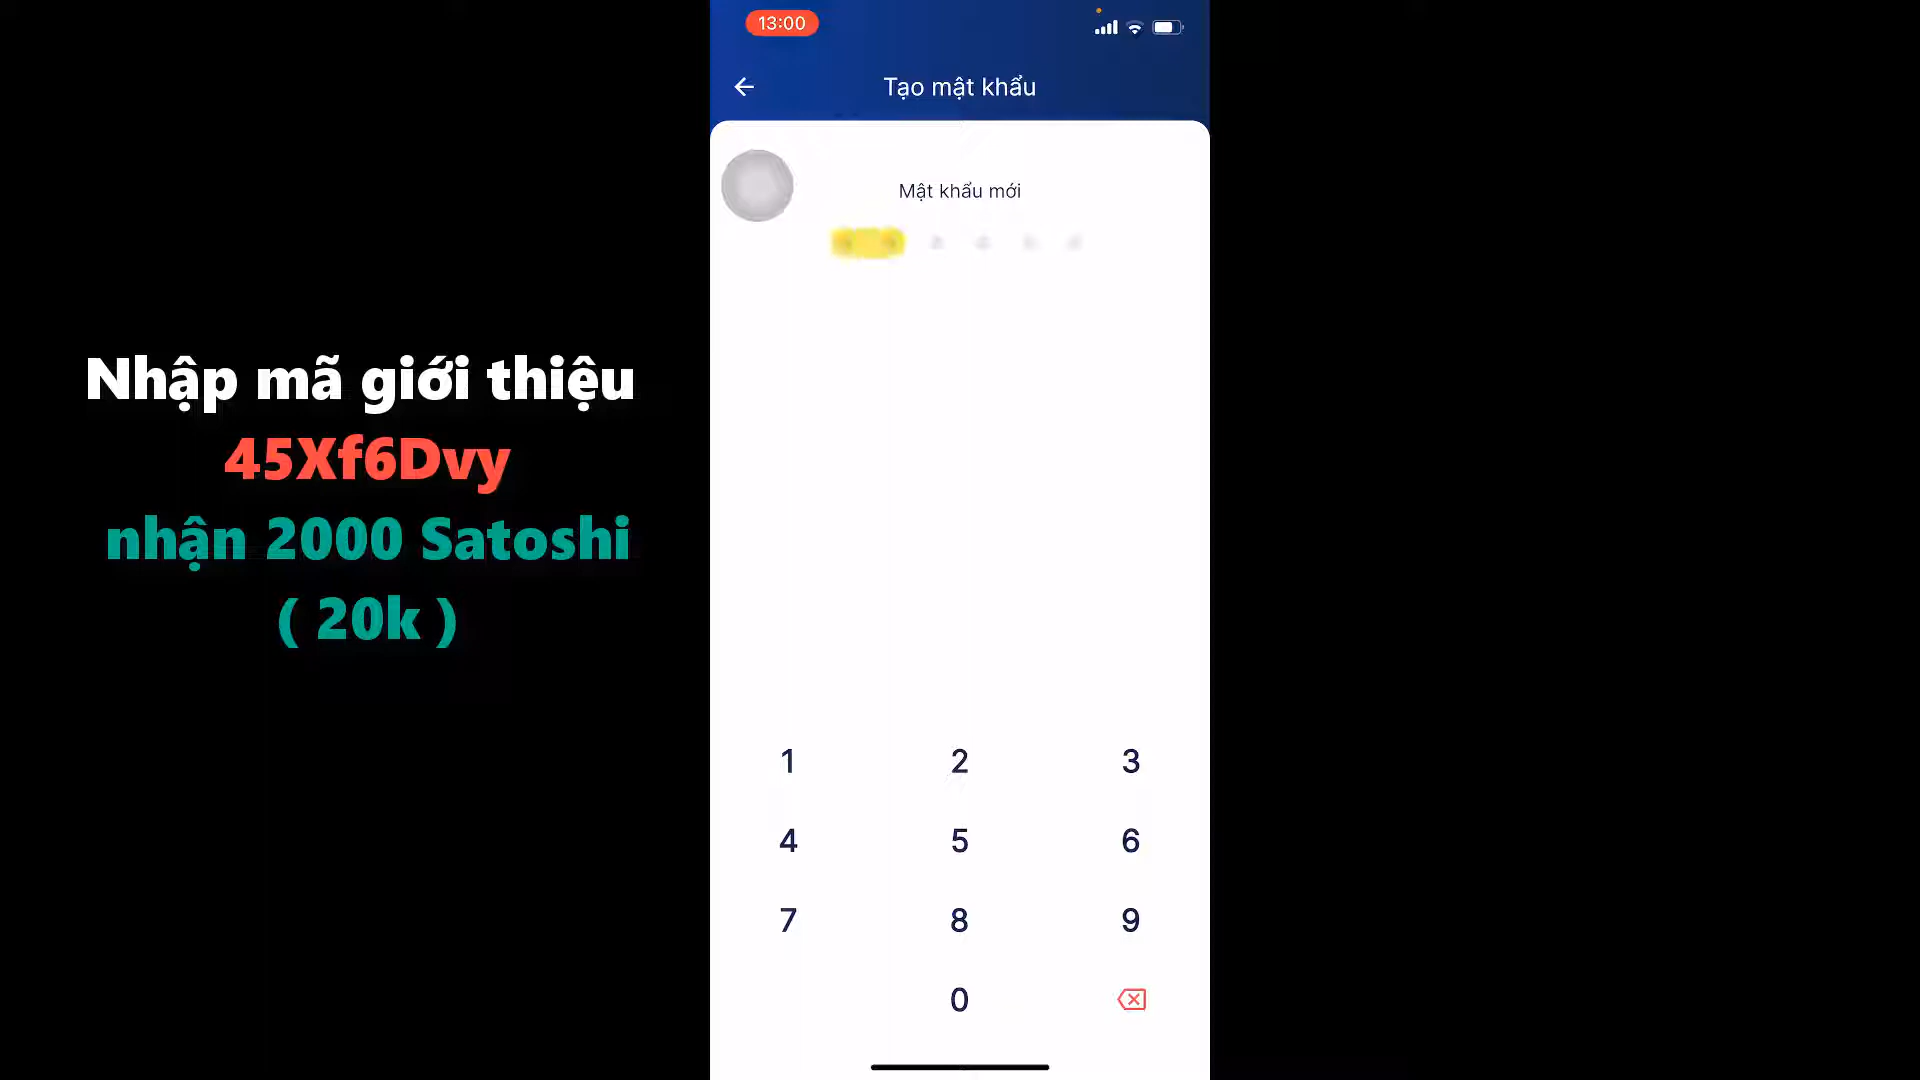 13:00
Tạo mật khẩu
Mật khẩu mới
Nhập mã giới thiệu
45Xf6Dvy
nhận 2000 Satoshi
( 20k )
1 2 3
4 5 6
7 8 9
0